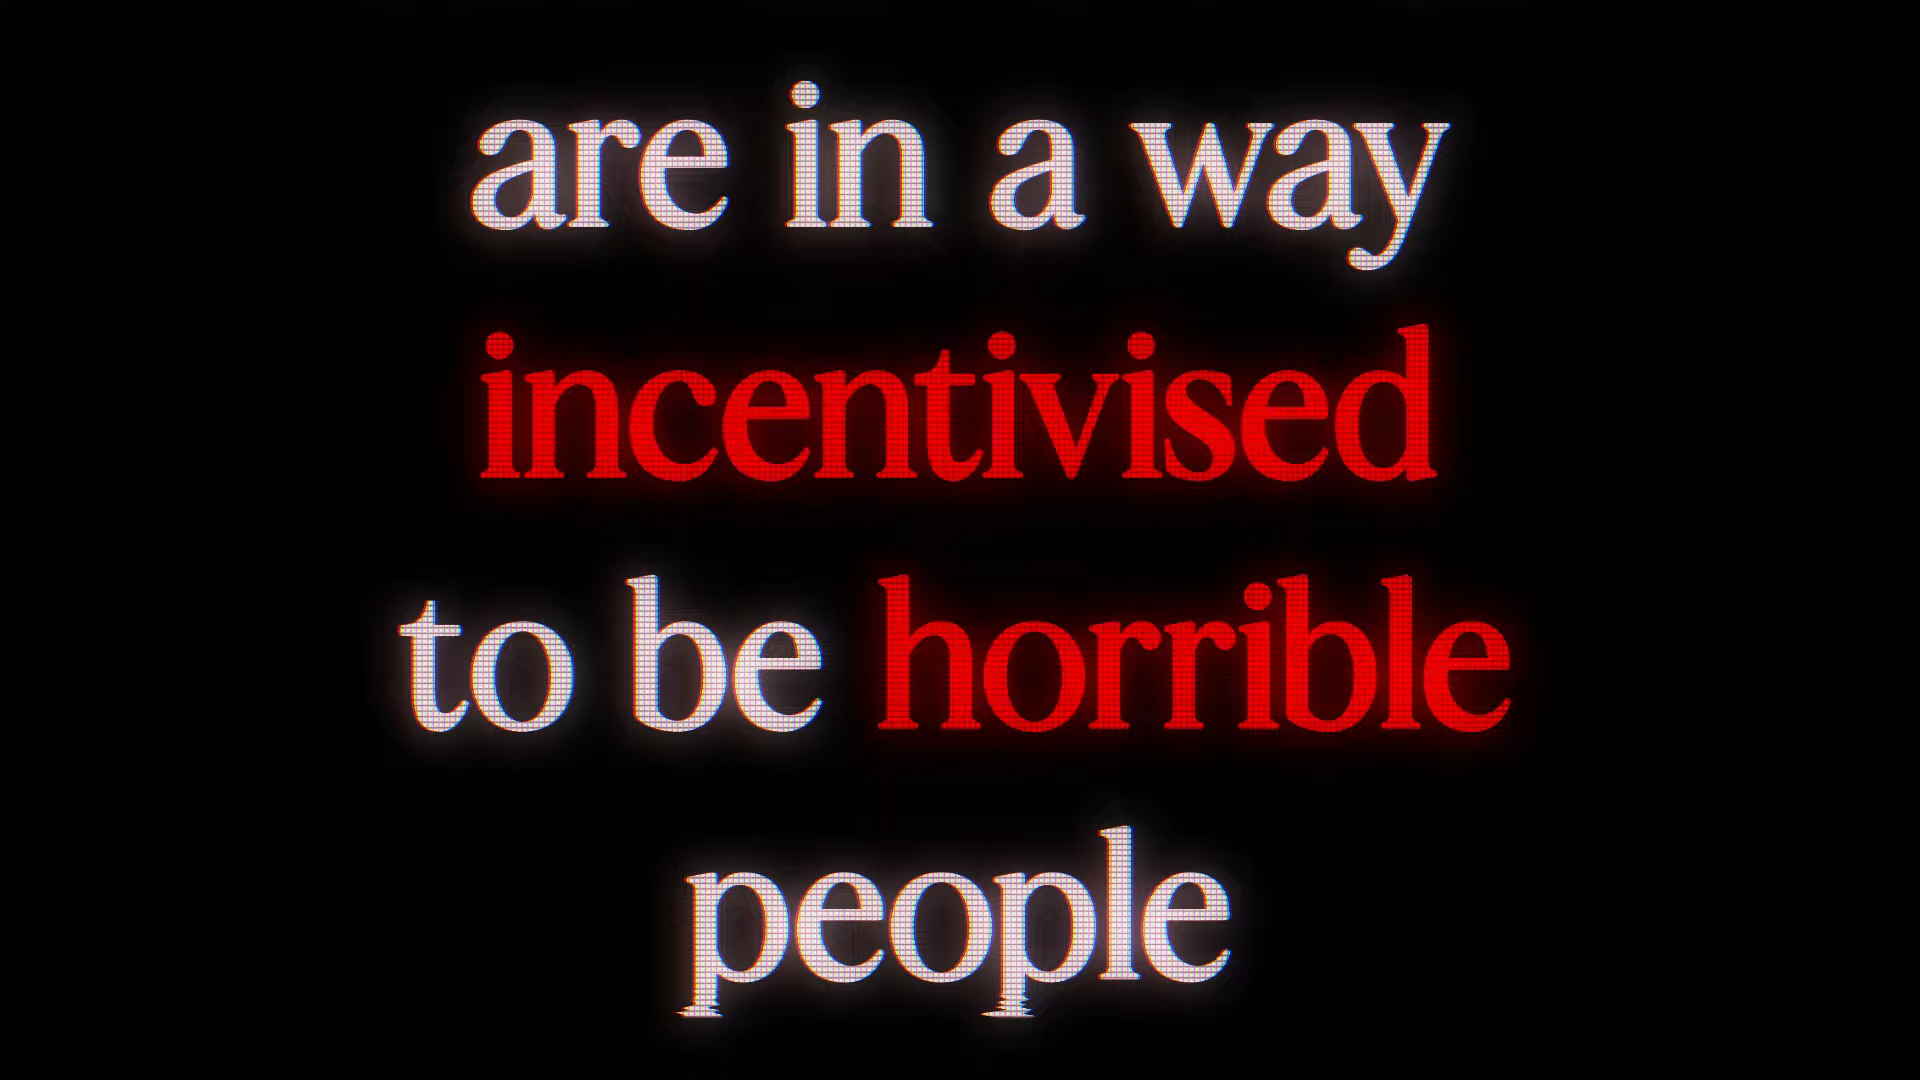 are in a way
incentivised
to be horrible
people